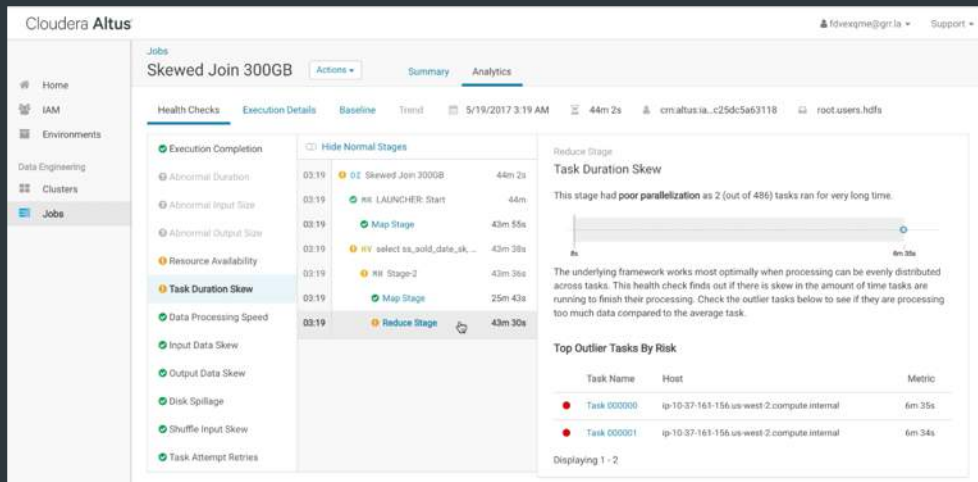 Cloudera Altus
fdvexqme@grr.la
Support
Home
IAM
Environments
Data Engineering
Clusters
Jobs
Jobs
Skewed Join 300GB
Actions
Summary
Analytics
Health Checks
Execution Details
Baseline
Trend
5/19/2017 3:19 AM
44m 2s
crn:altus:ia...c25dc5a63118
root.users.hdfs
Execution Completion
Abnormal Duration
Abnormal Input Size
Abnormal Output Size
Resource Availability
Task Duration Skew
Data Processing Speed
Input Data Skew
Output Data Skew
Disk Spillage
Shuffle Input Skew
Task Attempt Retries
Hide Normal Stages
03:19 OZ Skewed Join 300GB 44m 2s
03:19 MR LAUNCHER: Start 44m
03:19 Map Stage 43m 55s
03:19 HV select ss_sold_date_sk, ... 43m 38s
03:19 MR Stage-2 43m 36s
03:19 Map Stage 25m 43s
03:19 Reduce Stage 43m 30s
Reduce Stage
Task Duration Skew
This stage had poor parallelization as 2 (out of 486) tasks ran for very long time.
8s 6m 35s
The underlying framework works most optimally when processing can be evenly distributed
across tasks. This health check finds out if there is skew in the amount of time tasks are
running to finish their processing. Check the outlier tasks below to see if they are processing
too much data compared to the average task.
Top Outlier Tasks By Risk
Task Name Host Metric
Task 000000 ip-10-37-161-156.us-west-2.compute.internal 6m 35s
Task 000001 ip-10-37-161-156.us-west-2.compute.internal 6m 34s
Displaying 1 - 2